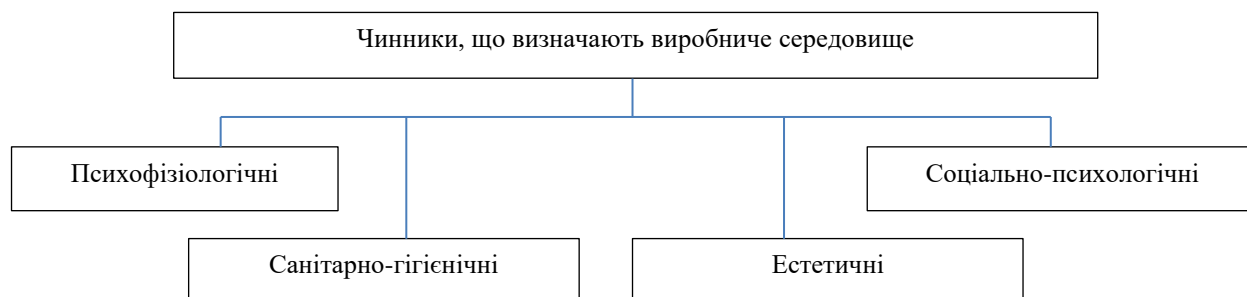 Чинники, що визначають виробниче середовище
Психофізіологічні
Соціально-психологічні
Санітарно-гігієнічні
Естетичні